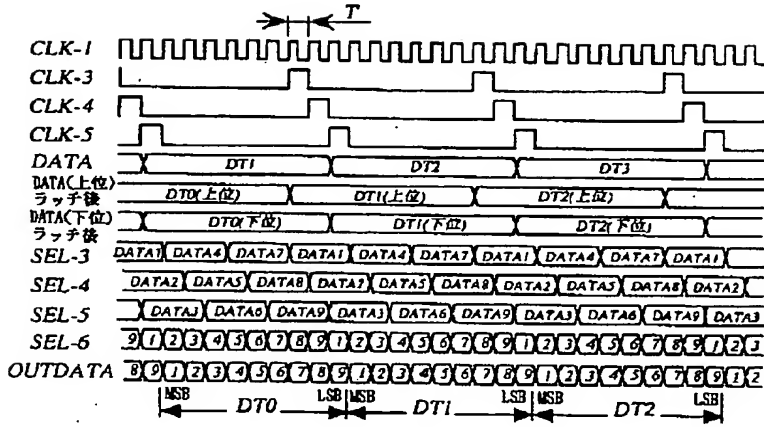 T
CLK-1
CLK-3
CLK-4
CLK-5
DATA DT1 DT2 DT3
DATA(上位)
ラッチ後 DT0(上位) DT1(上位) DT2(上位)
DATA(下位)
ラッチ後 DT0(下位) DT1(下位) DT2(下位)
SEL-3 DATA1 DATA4 DATA7 DATA1 DATA4 DATA7 DATA1 DATA4 DATA7 DATA1
SEL-4 DATA2 DATA5 DATA8 DATA2 DATA5 DATA8 DATA2 DATA5 DATA8 DATA2
SEL-5 DATA3 DATA6 DATA9 DATA3 DATA6 DATA9 DATA3 DATA6 DATA9 DATA3
SEL-6 9 1 2 3 4 5 6 7 8 9 1 2 3 4 5 6 7 8 9 1 2 3 4 5 6 7 8 9 1 2 3
OUTDATA 8 9 1 2 3 4 5 6 7 8 9 1 2 3 4 5 6 7 8 9 1 2 3 4 5 6 7 8 9 1 2
MSB DT0 LSB MSB DT1 LSB MSB DT2 LSB